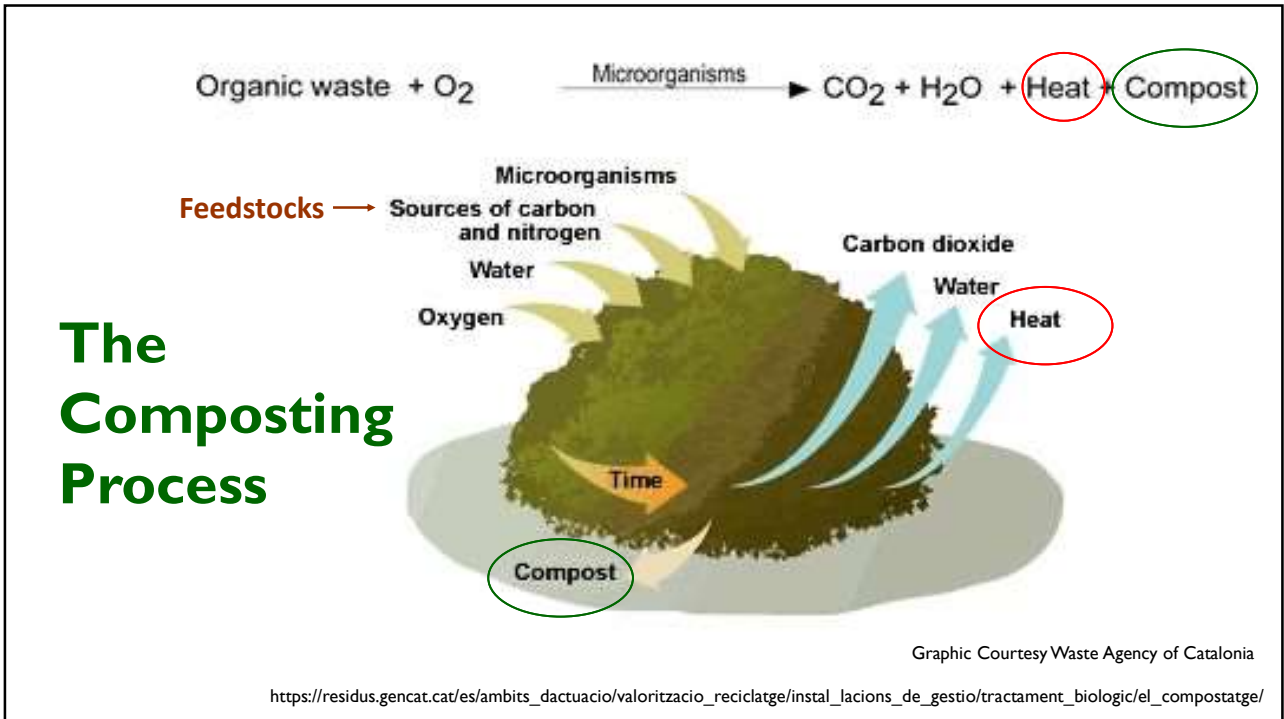 Organic waste + O2 Microorganisms CO2 + H2O + Heat + Compost
Microorganisms
Feedstocks Sources of carbon
and nitrogen
Water
Oxygen
Carbon dioxide
Water
Heat
The
Composting
Process
Time
Compost
Graphic Courtesy Waste Agency of Catalonia
https://residus.gencat.cat/es/ambits_dactuacio/valoritzacio_reciclatge/instal_lacions_de_gestio/tractament_biologic/el_compostatge/